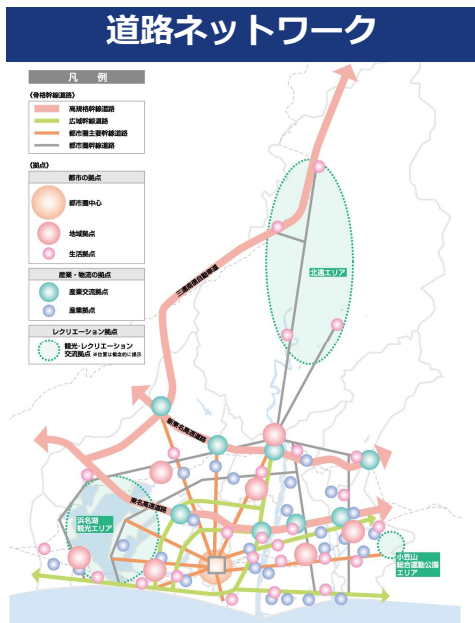 道路ネットワーク
凡 例
(骨格幹線道路)
高規格幹線道路
広域幹線道路
都市圏主要幹線道路
都市圏幹線道路
(拠点)
都市の拠点
都市圏中心
地域拠点
生活拠点
産業・物流の拠点
産業交流拠点
産業拠点
レクリエーション拠点
観光・レクリエーション
交流拠点 ※位置は概念的に提示
北遠エリア
三遠南信自動車道
新東名高速道路
東名高速道路
浜名湖
観光エリア
小笠山
総合運動公園
エリア